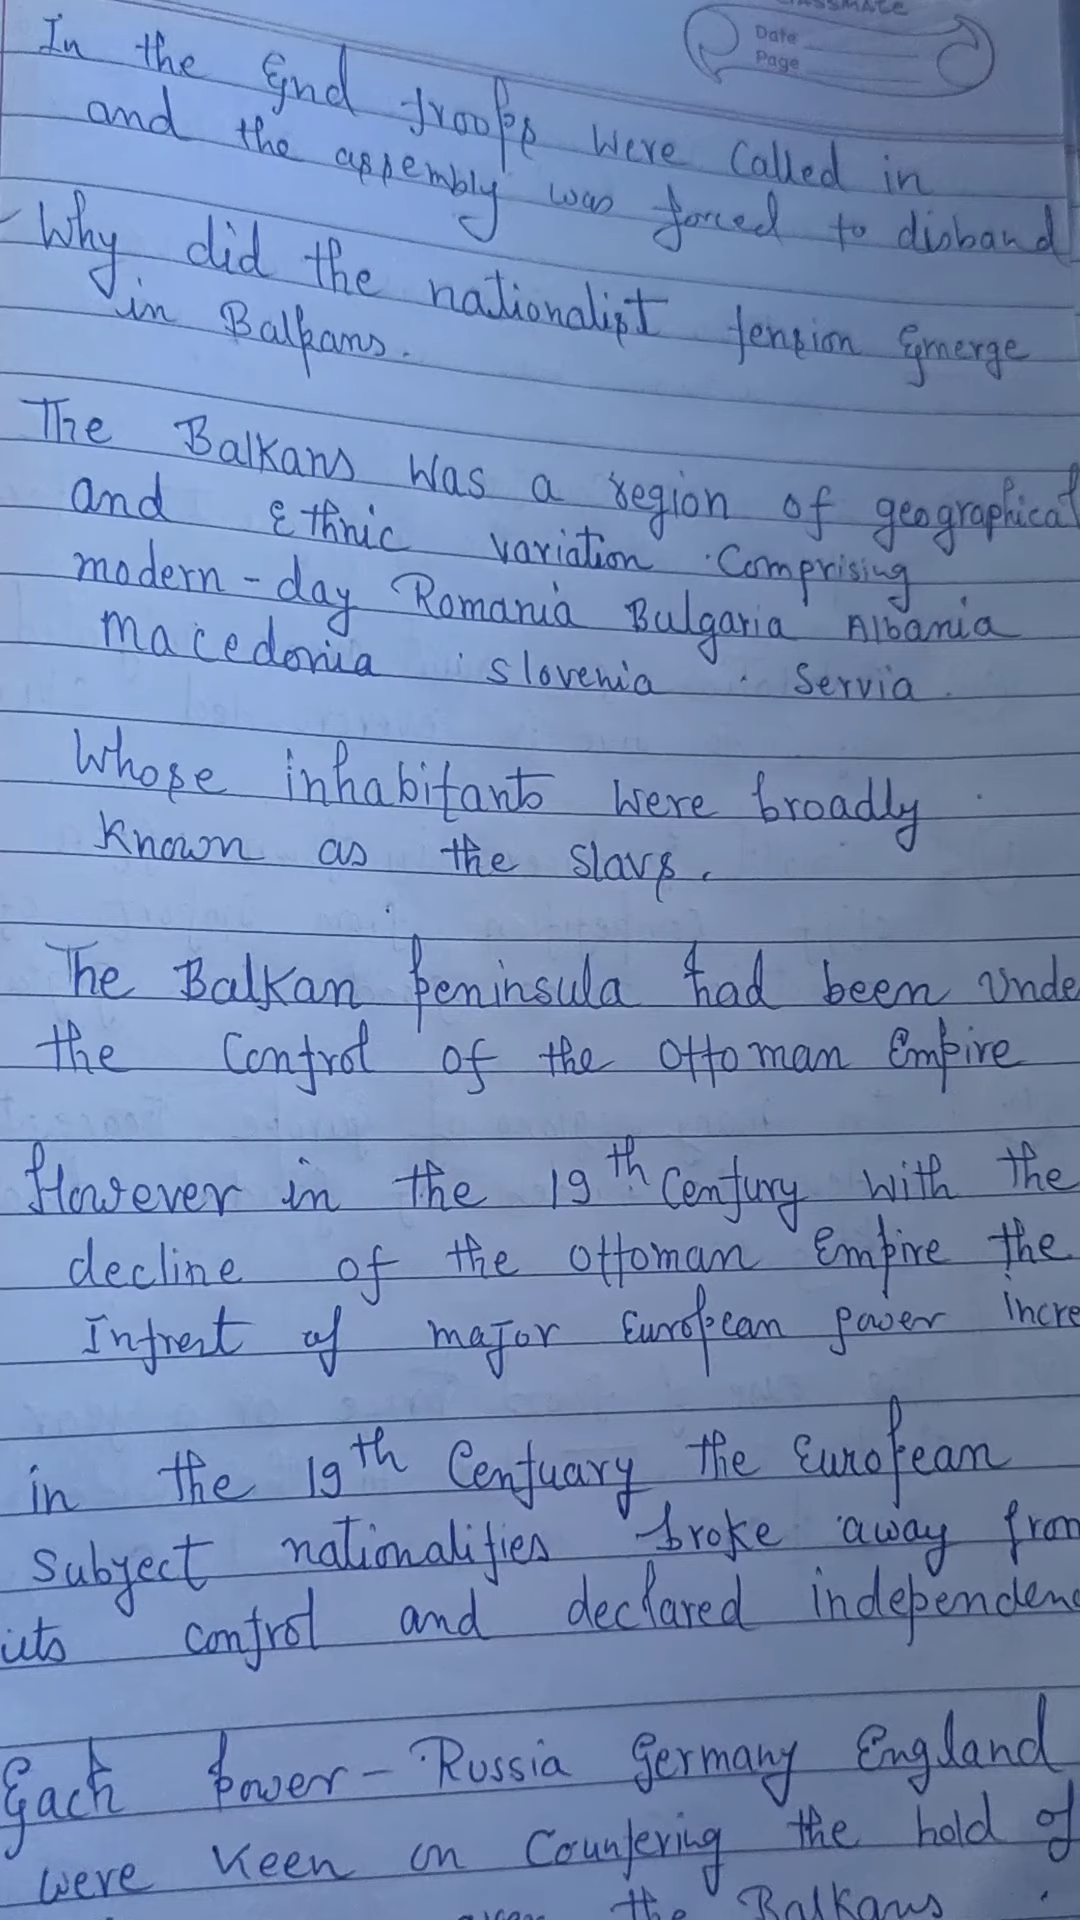 CLASSMATE
Date
Page
In the End troops were called in
and the assembly was forced to disband
Why did the nationalist tension Emerge
in Balkans.
The Balkans was a region of geographical
and Ethnic variation Comprising
modern-day Romania Bulgaria Albania
Macedonia Slovenia Servia
Whose inhabitants were broadly
known as the slavs.
The Balkan peninsula had been Unde
the Control of the Ottoman Empire
However in the 19th Century with the
decline of the Ottoman Empire the
Intrest of major European power incre
in the 19th Centuary the European
subject nationalities broke away from
its control and declared independenc
Each power - Russia Germany England
were keen on Countering the hold of
the Balkans